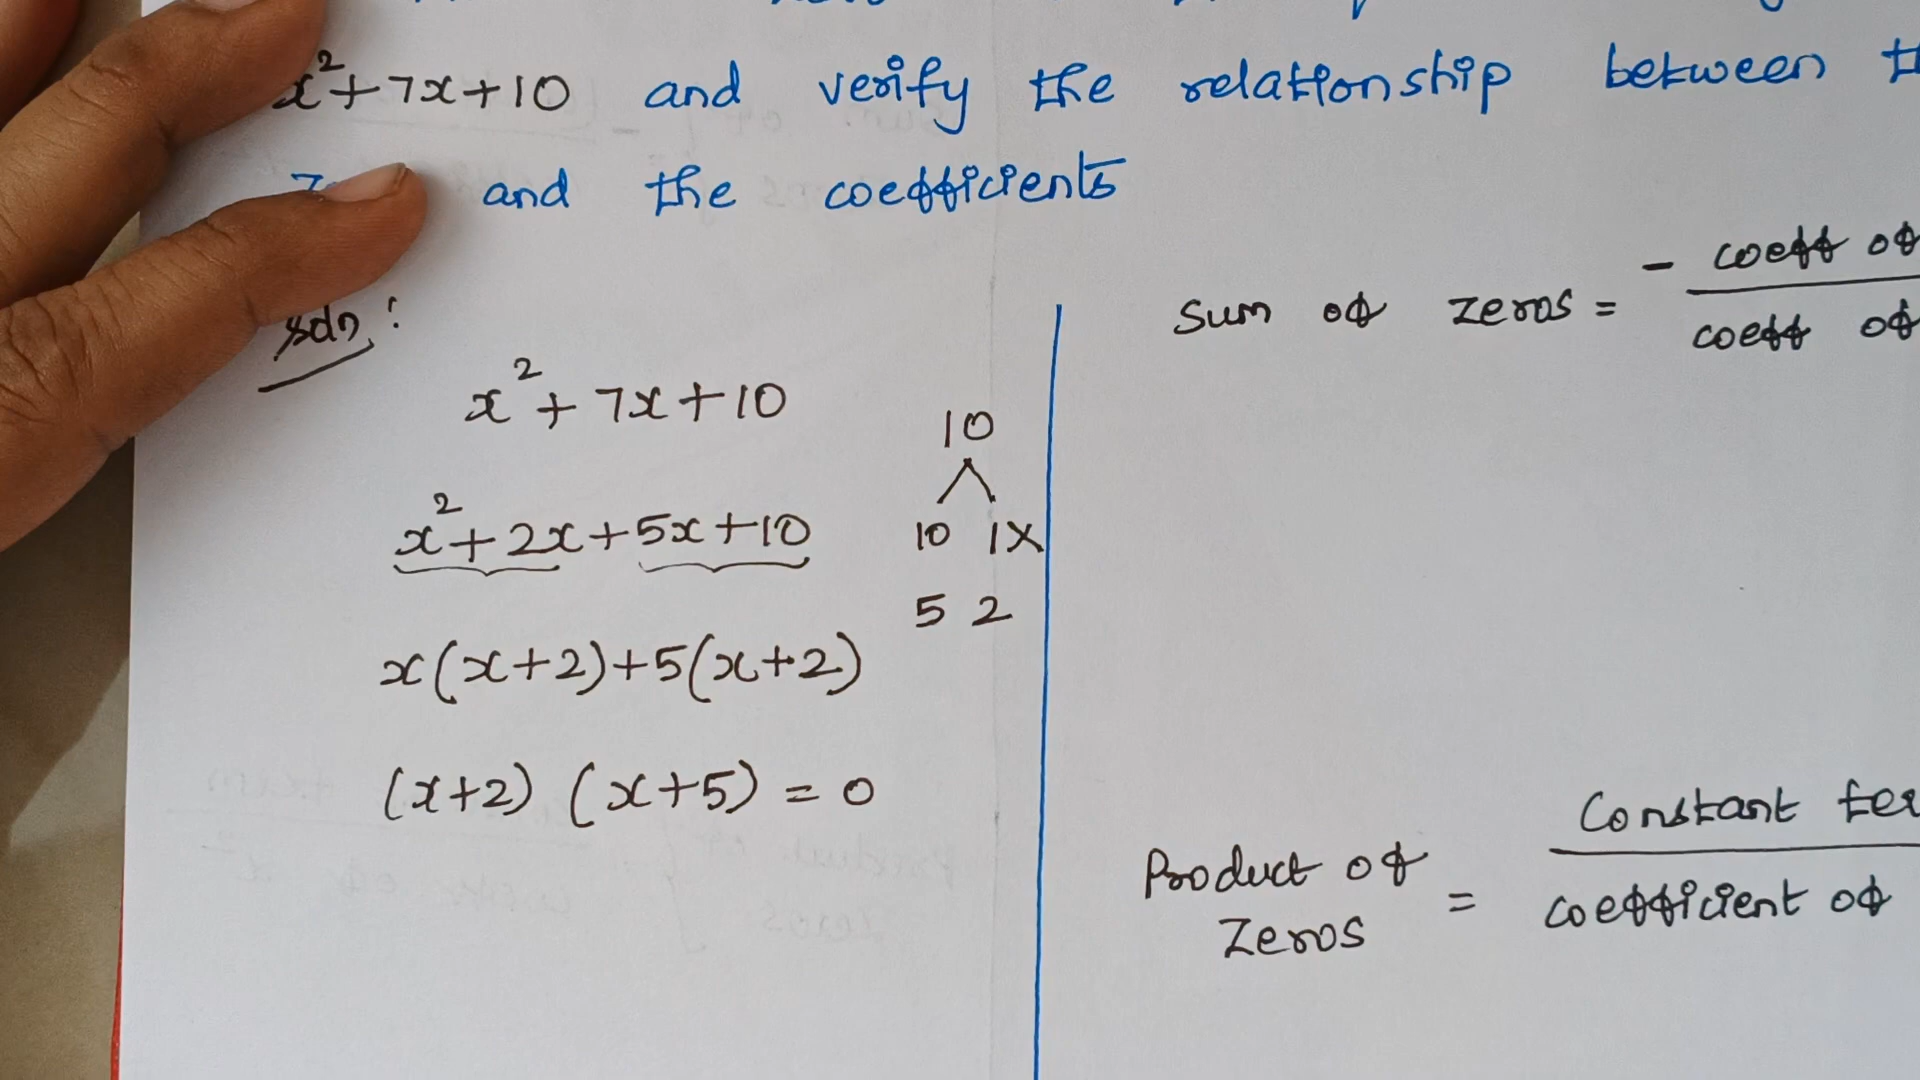 x² + 7x + 10 and verify the relationship between
and the coefficients
Soln :
x² + 7x + 10
x² + 2x + 5x + 10
x(x+2)+5(x+2)
(x+2) (x+5) = 0
10
10 1 X
5 2
Sum of zeros = - coeff of
coeff of
Product of Zeros = Constant
coefficient of